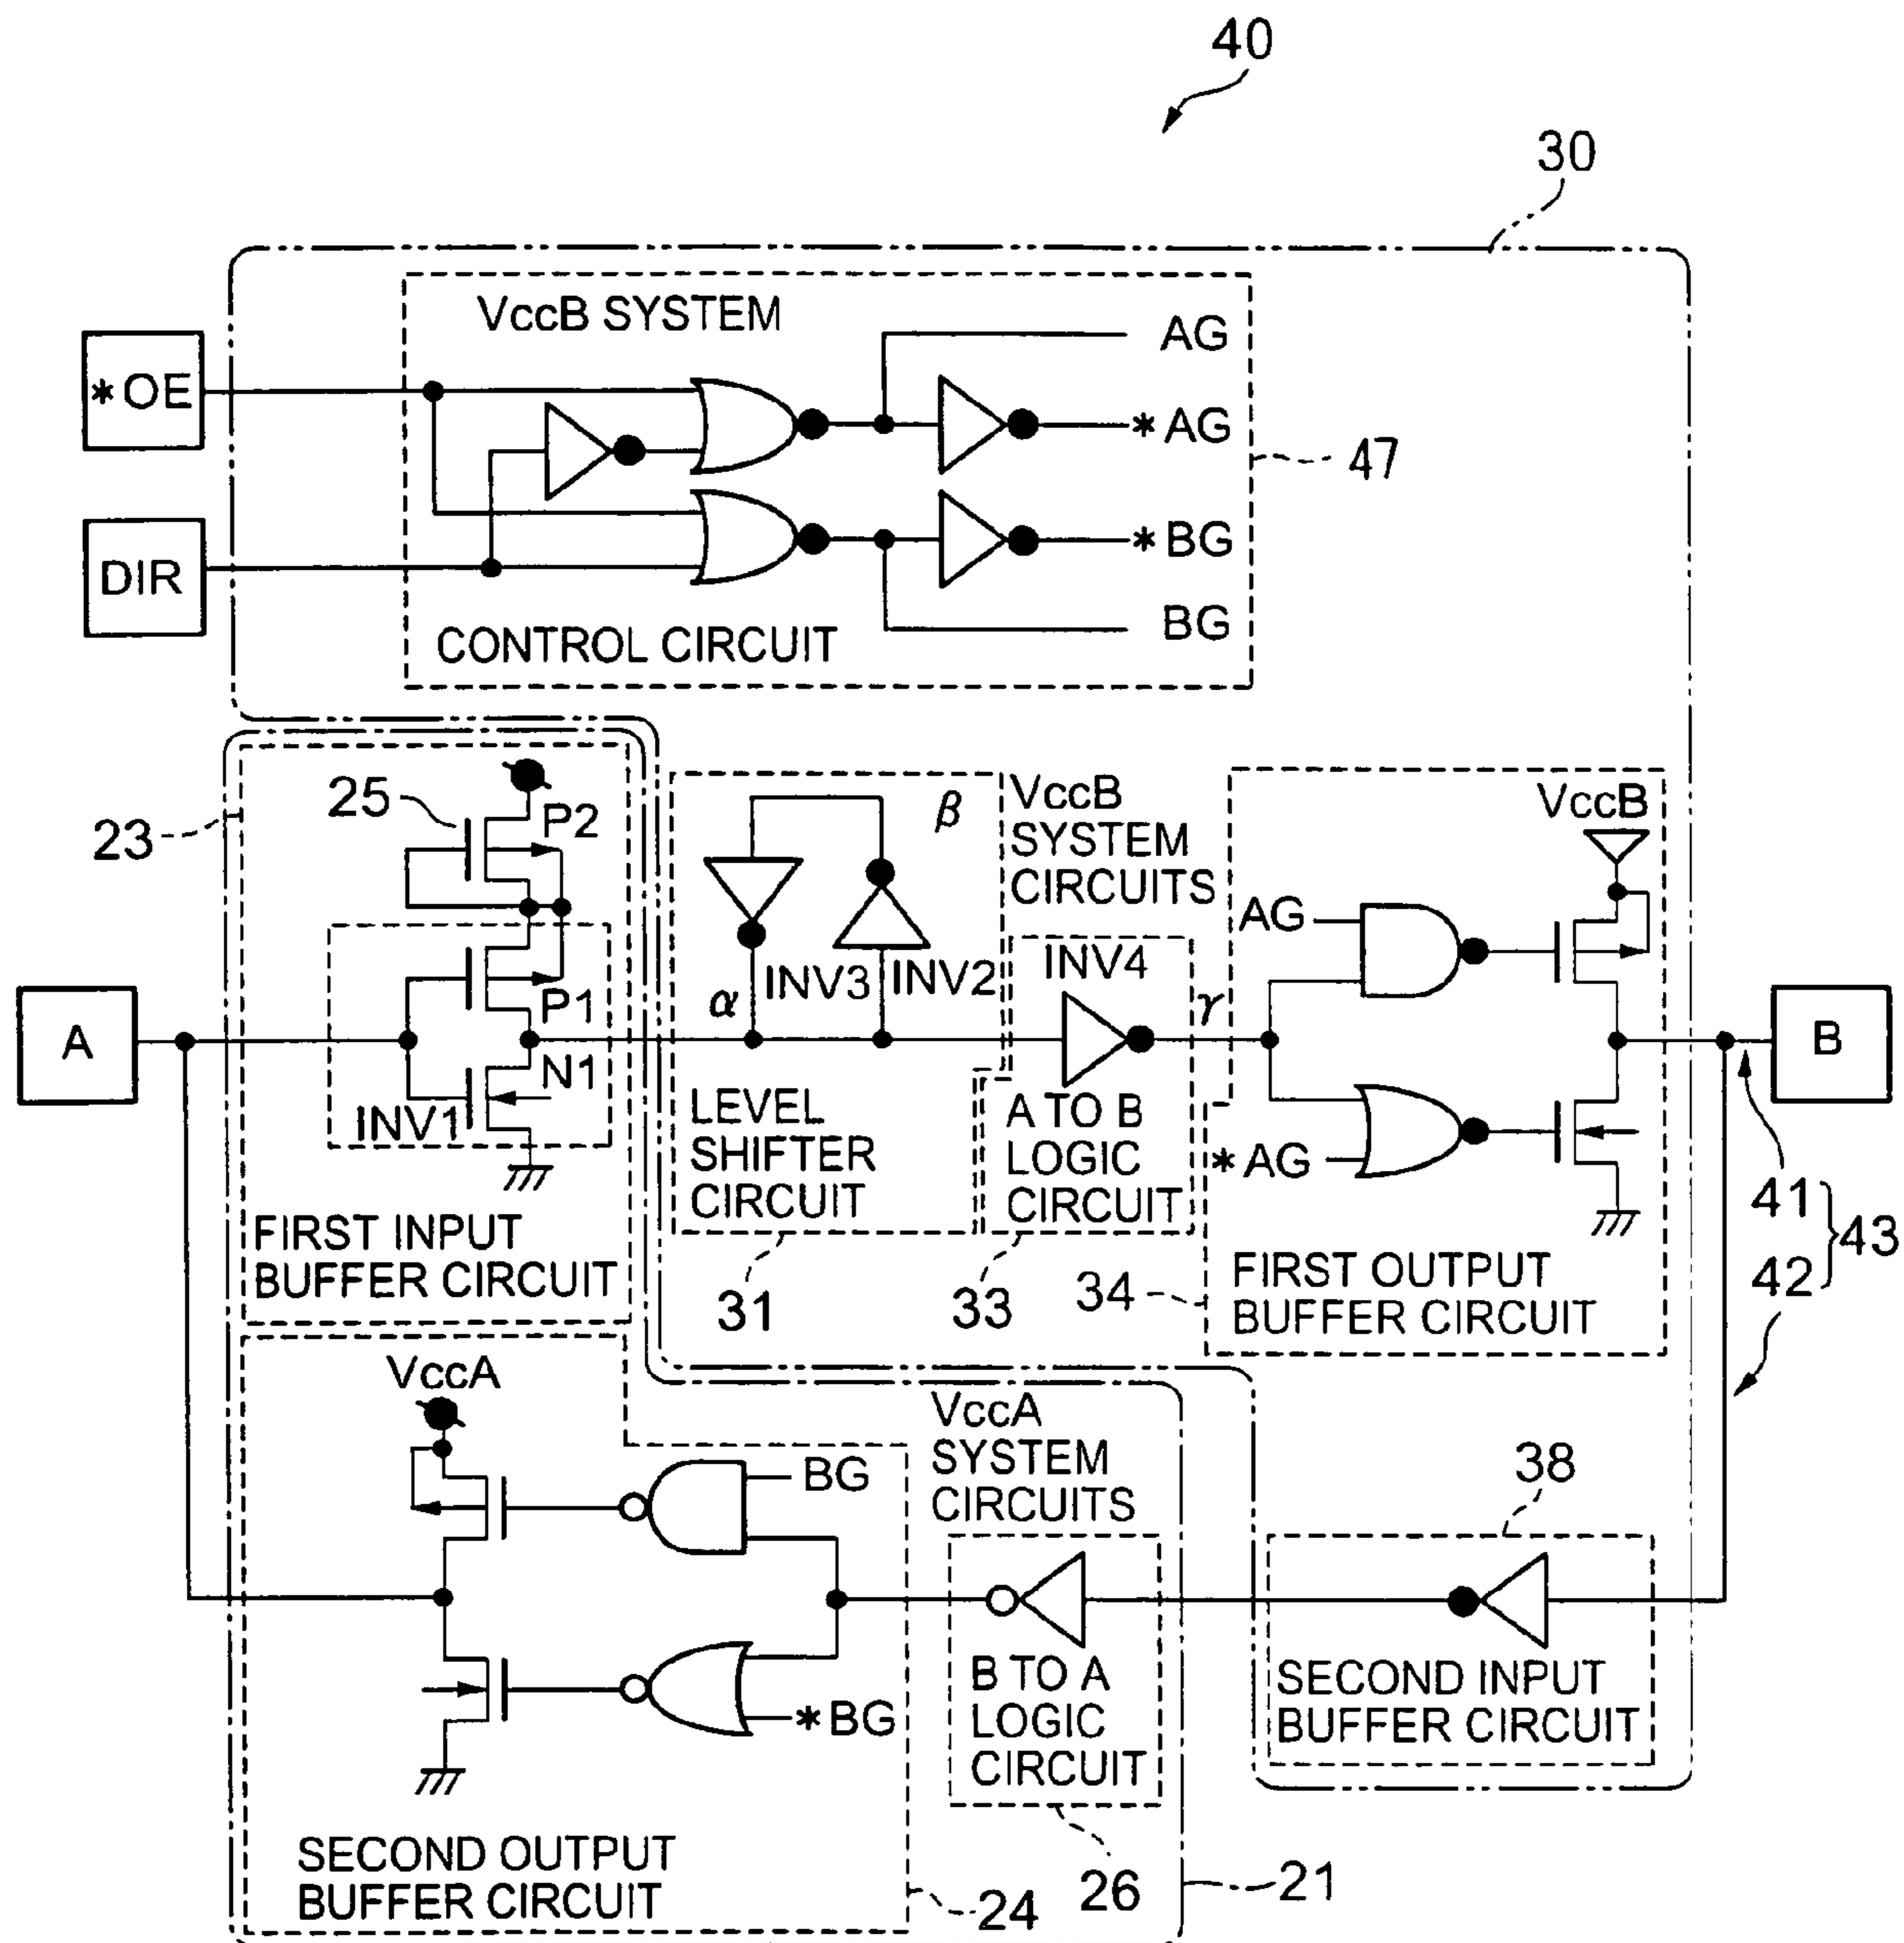 40
30
VccB SYSTEM
AG
*OE
*AG
47
DIR
*BG
BG
CONTROL CIRCUIT
25
23
P2
β
VccB
SYSTEM
CIRCUITS
VccB
AG
INV4
INV3
INV2
P1
α
γ
A
B
N1
INV1
LEVEL
SHIFTER
CIRCUIT
A TO B
LOGIC
CIRCUIT
*AG
41
42
43
FIRST INPUT
BUFFER CIRCUIT
31
33
34
FIRST OUTPUT
BUFFER CIRCUIT
VccA
VccA
SYSTEM
CIRCUITS
BG
38
*BG
B TO A
LOGIC
CIRCUIT
SECOND INPUT
BUFFER CIRCUIT
SECOND OUTPUT
BUFFER CIRCUIT
24
26
21